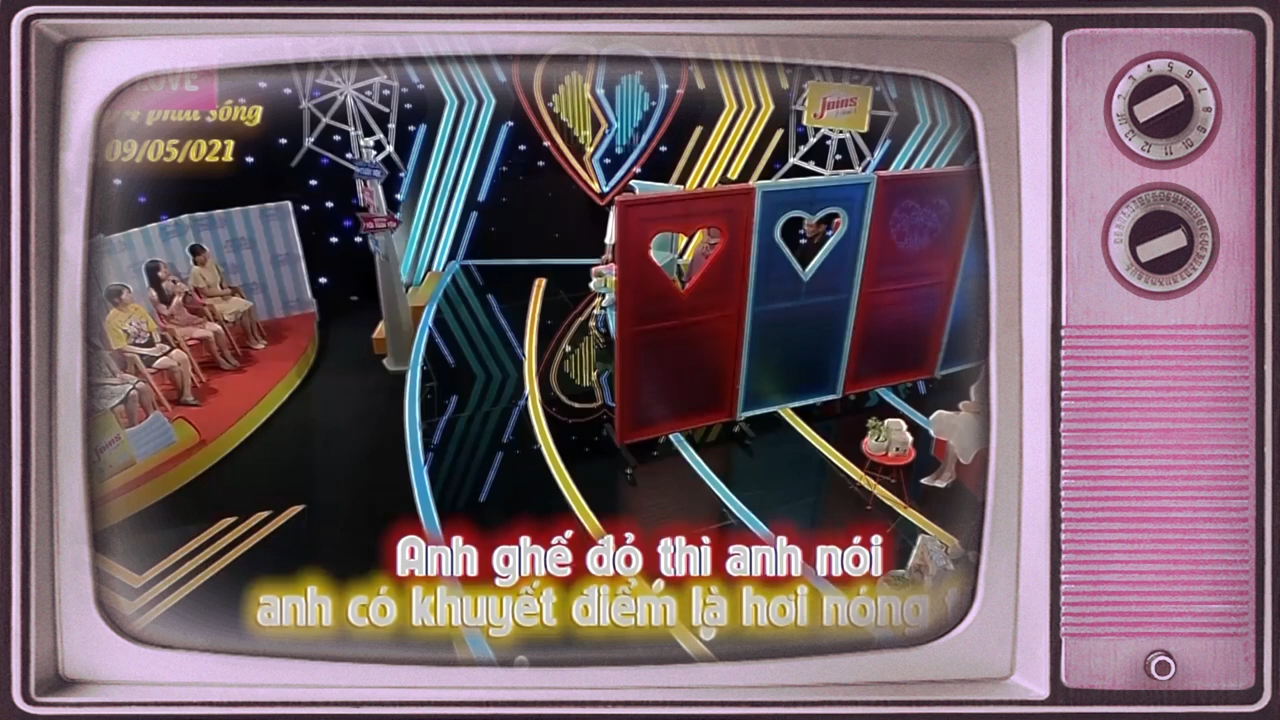 LOVE
phát sóng
09/05/021
Joins
Anh ghế đỏ thì anh nói
anh có khuyết điểm là hơi nóng